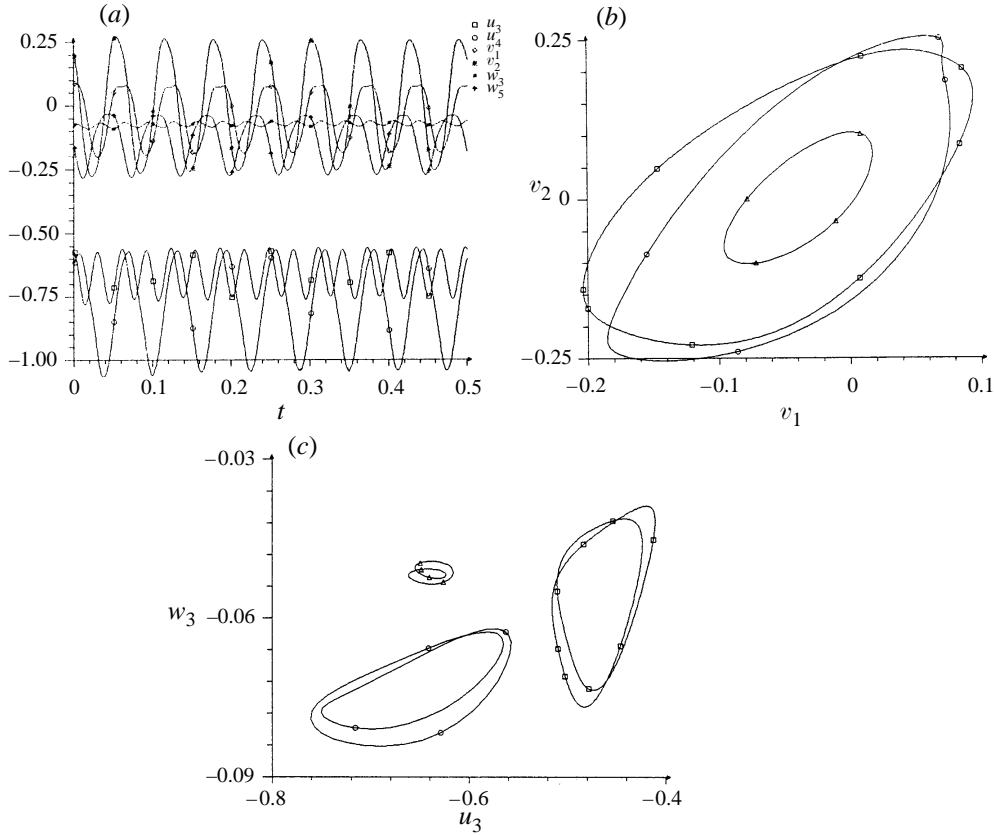 (a)
0.25
0
−0.25
−0.50
−0.75
−1.00
0
0.1
0.2
0.3
0.4
0.5
t
u₃
u₄
v₁
v₂
w₃
w₅
(b)
0.25
v₂ 0
−0.25
−0.2
−0.1
0
0.1
v₁
(c)
−0.03
w₃ −0.06
−0.09
−0.8
−0.6
−0.4
u₃